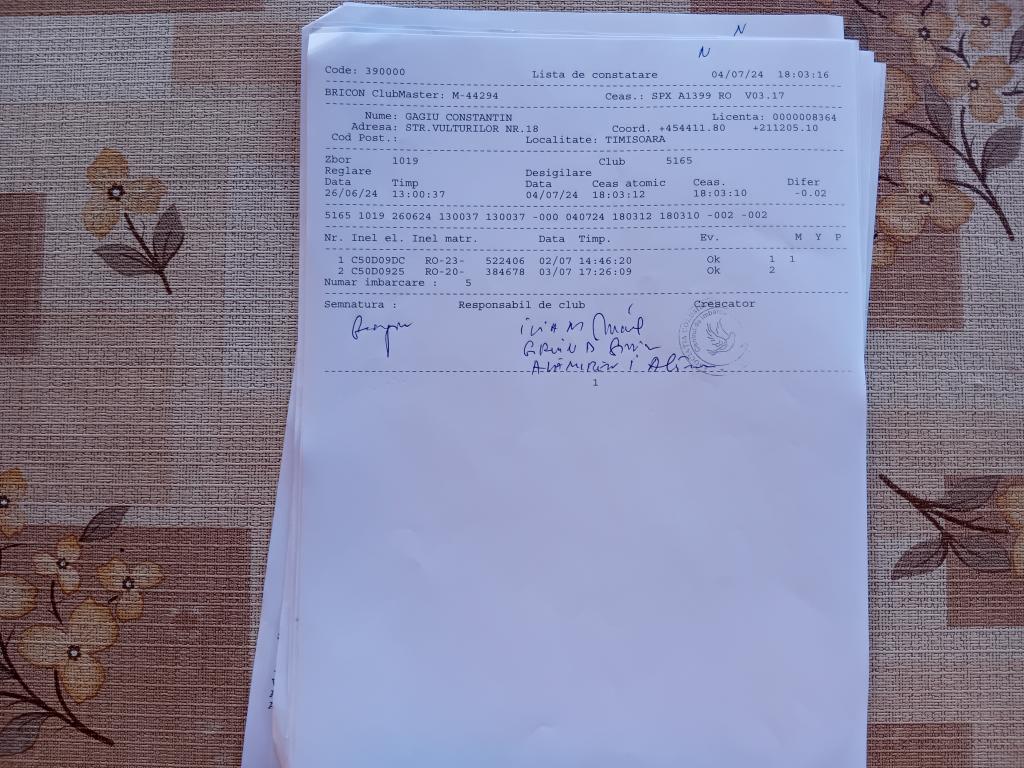 N
N
Code: 390000 Lista de constatare 04/07/24 18:03:16
BRICON ClubMaster: M-44294 Ceas.: SPX A1399 RO V03.17
Nume: GAGIU CONSTANTIN Licenta: 0000008364
Adresa: STR.VULTURILOR NR.18 Coord. +454411.80 +211205.10
Cod Post.: Localitate: TIMISOARA
Zbor 1019 Club 5165
Reglare Desigilare
Data Timp Data Ceas atomic Ceas. Difer
26/06/24 13:00:37 04/07/24 18:03:12 18:03:10 -0.02
5165 1019 260624 130037 130037 -000 040724 180312 180310 -002 -002
Nr. Inel el. Inel matr. Data Timp. Ev. M Y P
1 C50D09DC RO-23- 522406 02/07 14:46:20 Ok 1 1
2 C50D0925 RO-20- 384678 03/07 17:26:09 Ok 2
Numar imbarcare : 5
Semnatura : Responsabil de club Crescator
1